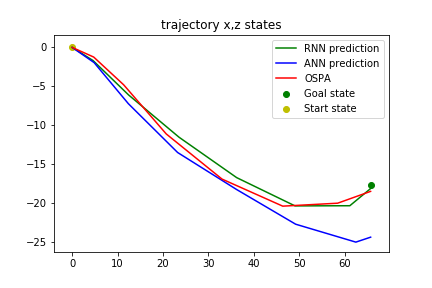 trajectory x,z states
RNN prediction
ANN prediction
OSPA
Goal state
Start state
0
−5
−10
−15
−20
−25
0 10 20 30 40 50 60